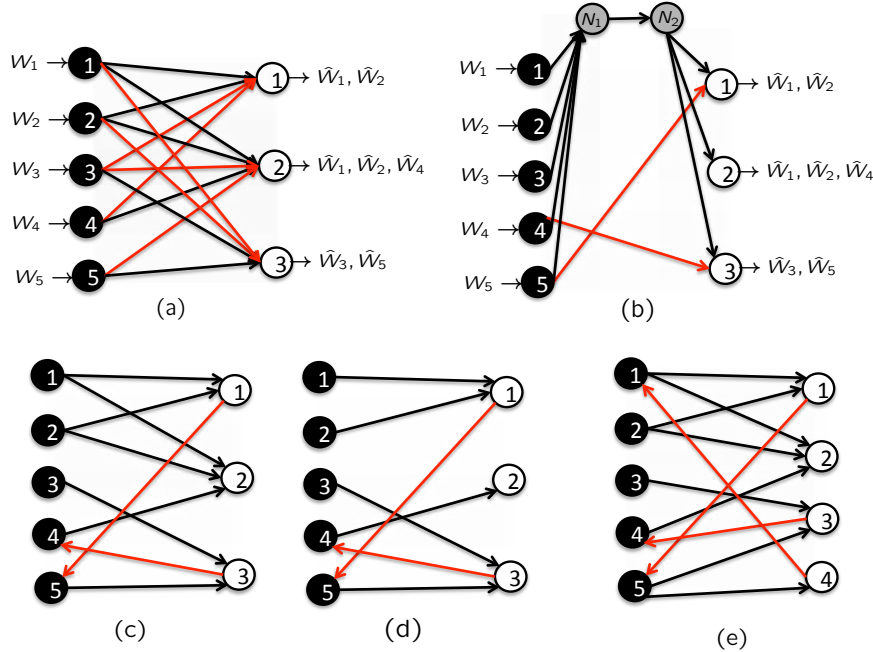 W₁ → 1
1 → Ŵ₁, Ŵ₂
W₂ → 2
W₃ → 3
2 → Ŵ₁, Ŵ₂, Ŵ₄
W₄ → 4
W₅ → 5
3 → Ŵ₃, Ŵ₅
(a)
N₁ → N₂
W₁ → 1
1 → Ŵ₁, Ŵ₂
W₂ → 2
W₃ → 3
2 → Ŵ₁, Ŵ₂, Ŵ₄
W₄ → 4
W₅ → 5
3 → Ŵ₃, Ŵ₅
(b)
1
1
2
2
3
4
3
5
(c)
1
1
2
3
2
4
3
5
(d)
1
1
2
2
3
3
4
5
4
(e)